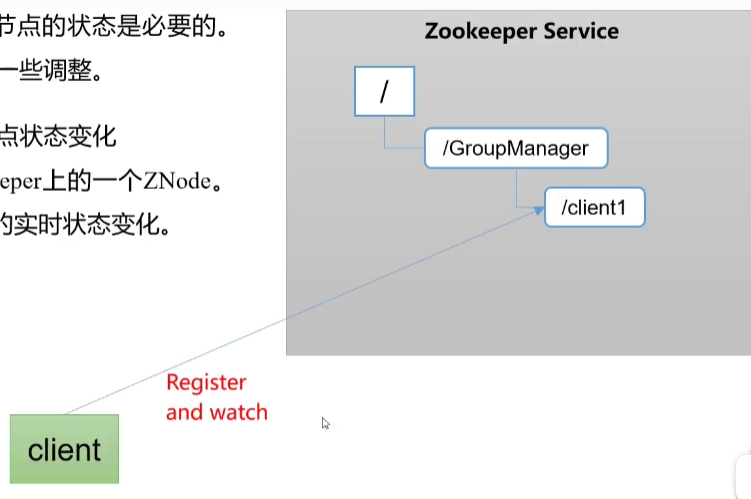 节点的状态是必要的。
一些调整。
点状态变化
eper上的一个ZNode。
的实时状态变化。
Zookeeper Service
/
/GroupManager
/client1
Register
and watch
client